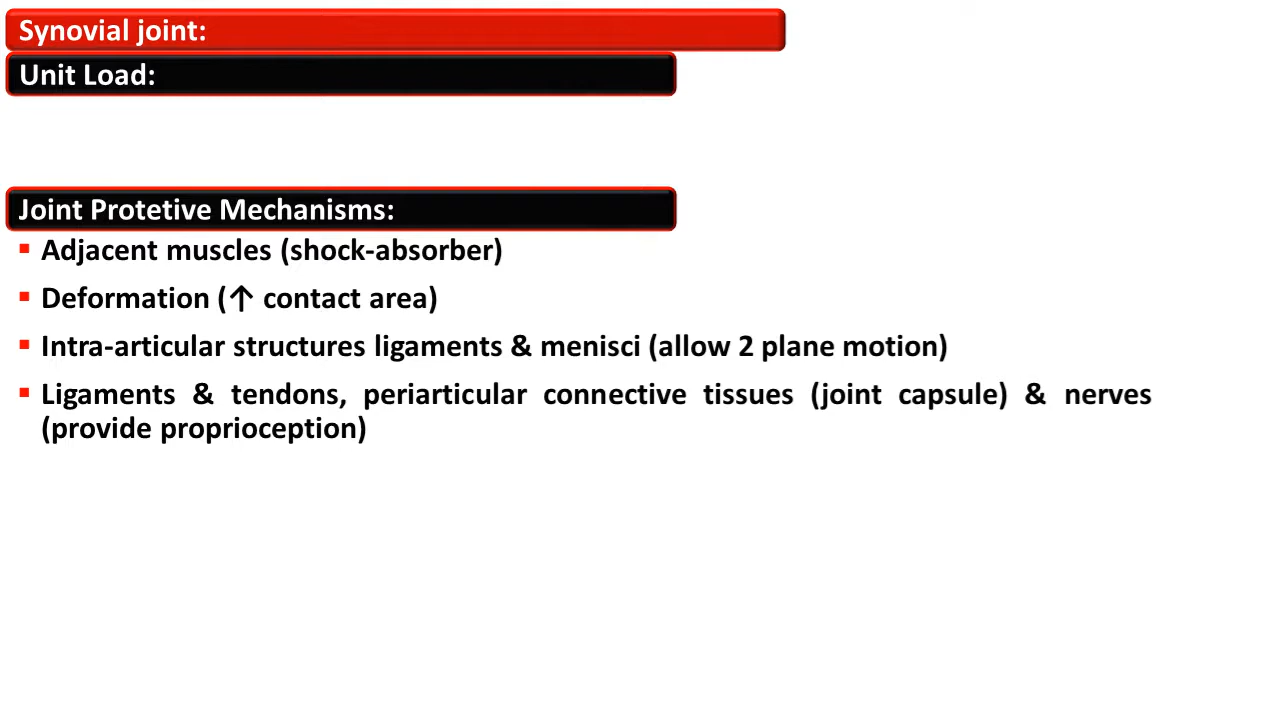 Synovial joint:
Unit Load:
Joint Protetive Mechanisms:
▪ Adjacent muscles (shock-absorber)
▪ Deformation (↑ contact area)
▪ Intra-articular structures ligaments & menisci (allow 2 plane motion)
▪ Ligaments & tendons, periarticular connective tissues (joint capsule) & nerves
(provide proprioception)